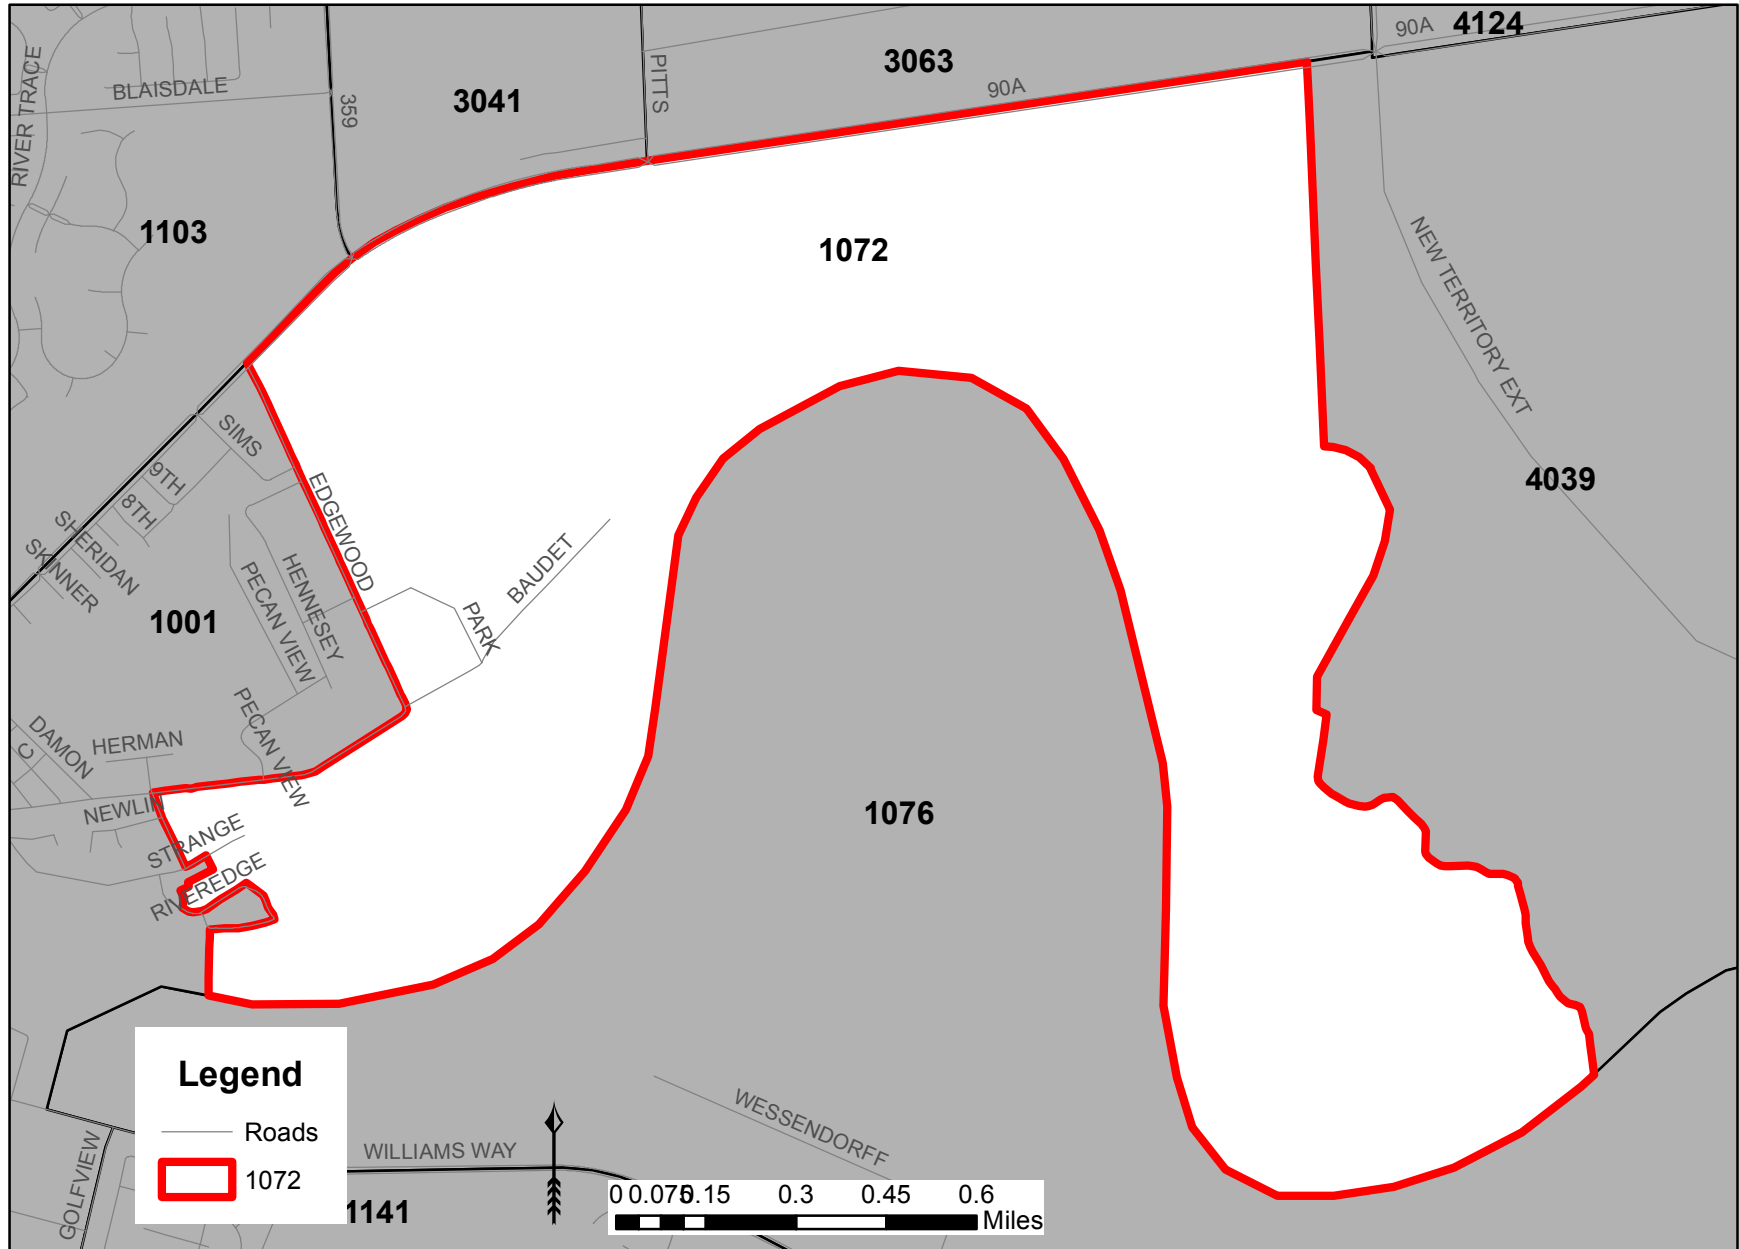 90A
4124
3063
PITTS
90A
BLAISDALE
359
3041
RIVER TRACE
1103
1072
NEW TERRITORY EXT
SIMS
9TH
8TH
SHERIDAN
SKINNER
EDGEWOOD
4039
BAUDET
HENNESEY
PECAN VIEW
PARK
1001
PECAN VIEW
DAMON
C
HERMAN
NEWLIN
STRANGE
RIVEREDGE
1076
Legend
Roads
1072
GOLFVIEW
WILLIAMS WAY
WESSENDORFF
1141
0 0.075 0.15 0.3 0.45 0.6
Miles